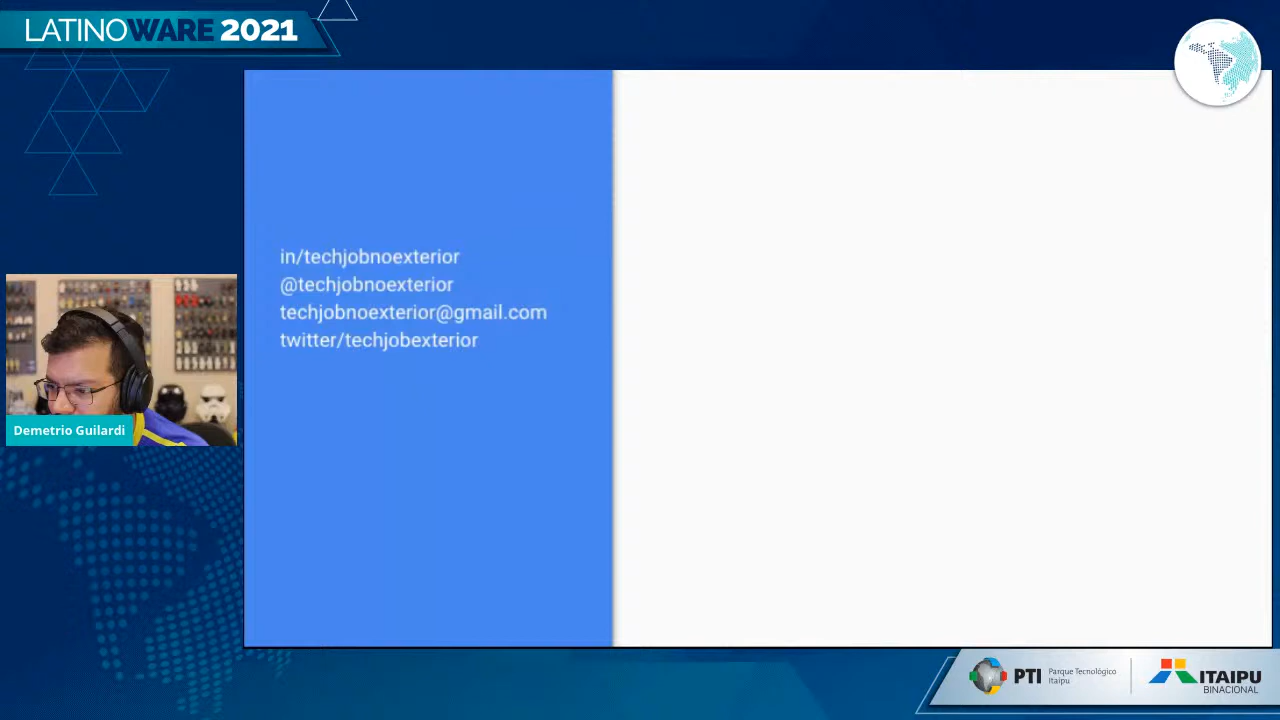 LATINOWARE 2021
in/techjobnoexterior
@techjobnoexterior
techjobnoexterior@gmail.com
twitter/techjobexterior
Demetrio Guilardi
PTI
Parque Tecnológico
Itaipu
ITAIPU
BINACIONAL